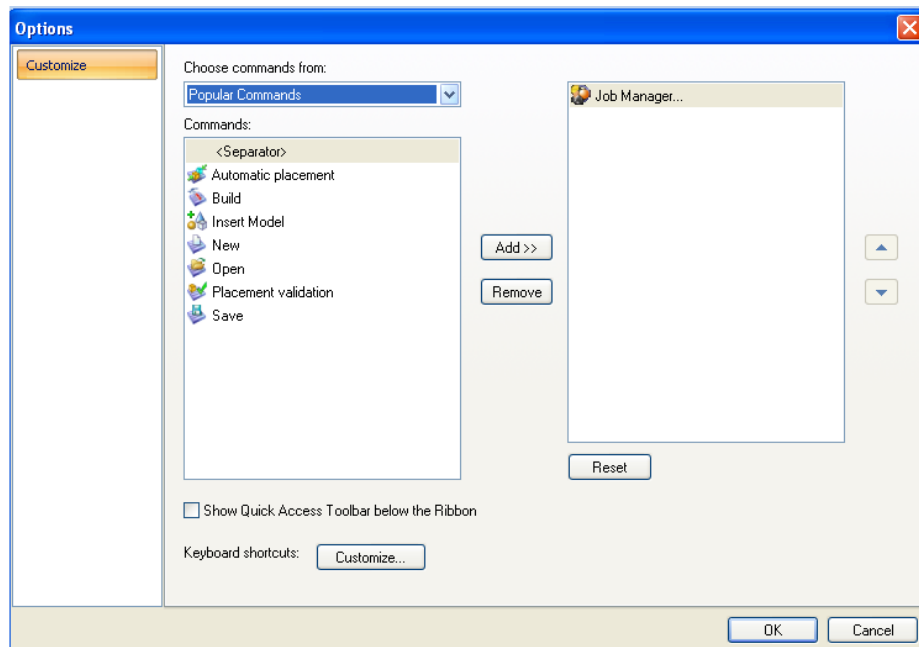 Options
Customize
Choose commands from:
Popular Commands
Commands:
<Separator>
Automatic placement
Build
Insert Model
New
Open
Placement validation
Save
Add >>
Remove
Job Manager...
Reset
Show Quick Access Toolbar below the Ribbon
Keyboard shortcuts:
Customize...
OK
Cancel